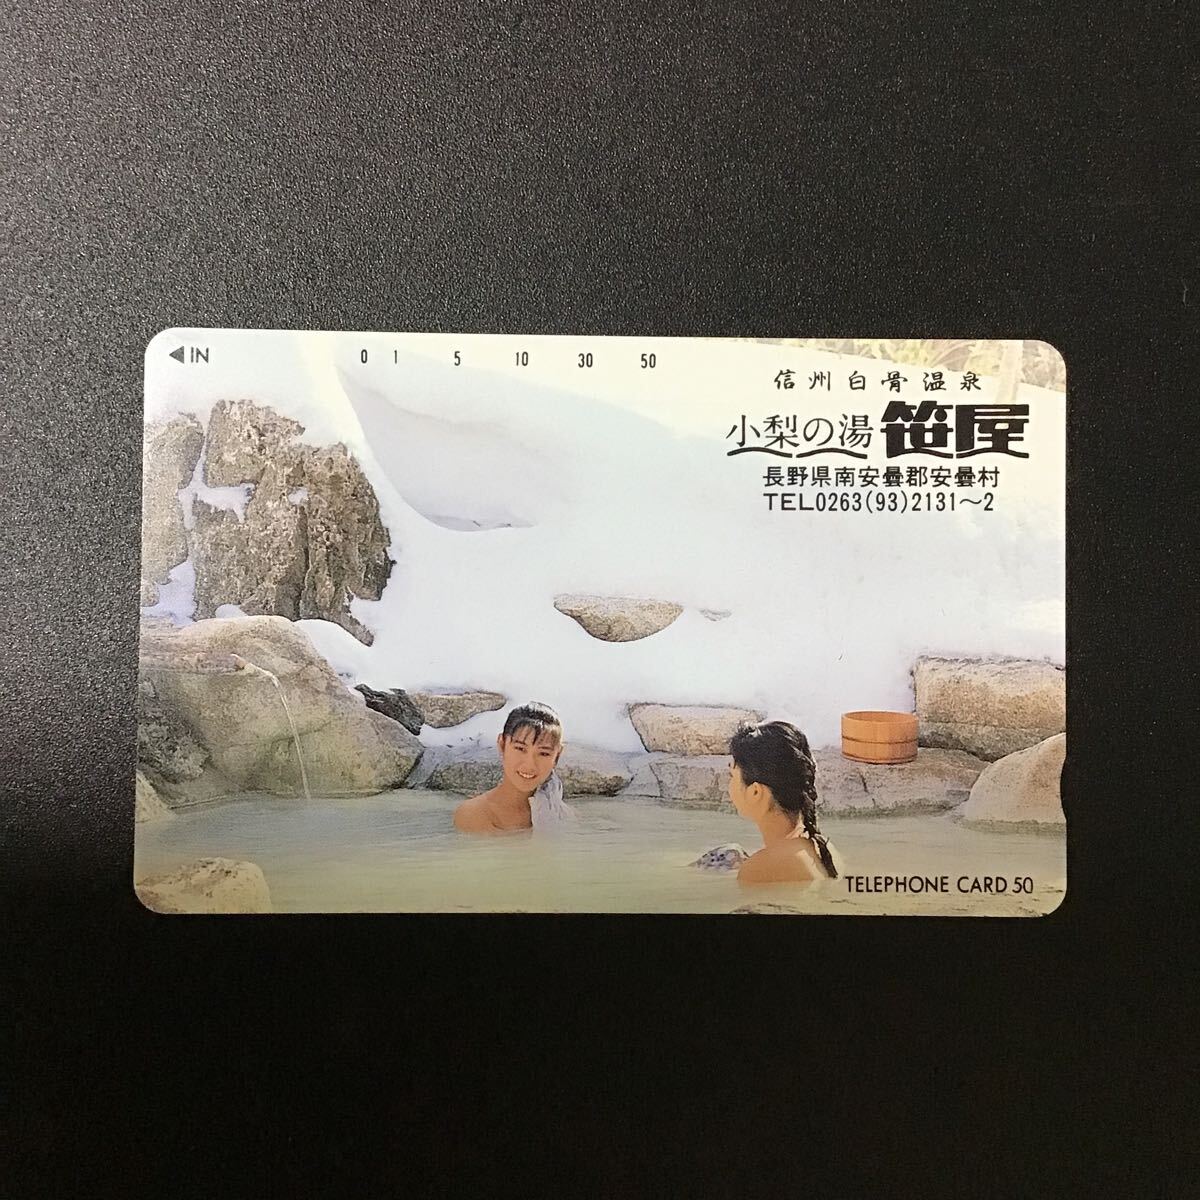 ◀IN 0 1 5 10 30 50
信州白骨温泉
小梨の湯 笹屋
長野県南安曇郡安曇村
TEL0263(93)2131〜2
TELEPHONE CARD 50